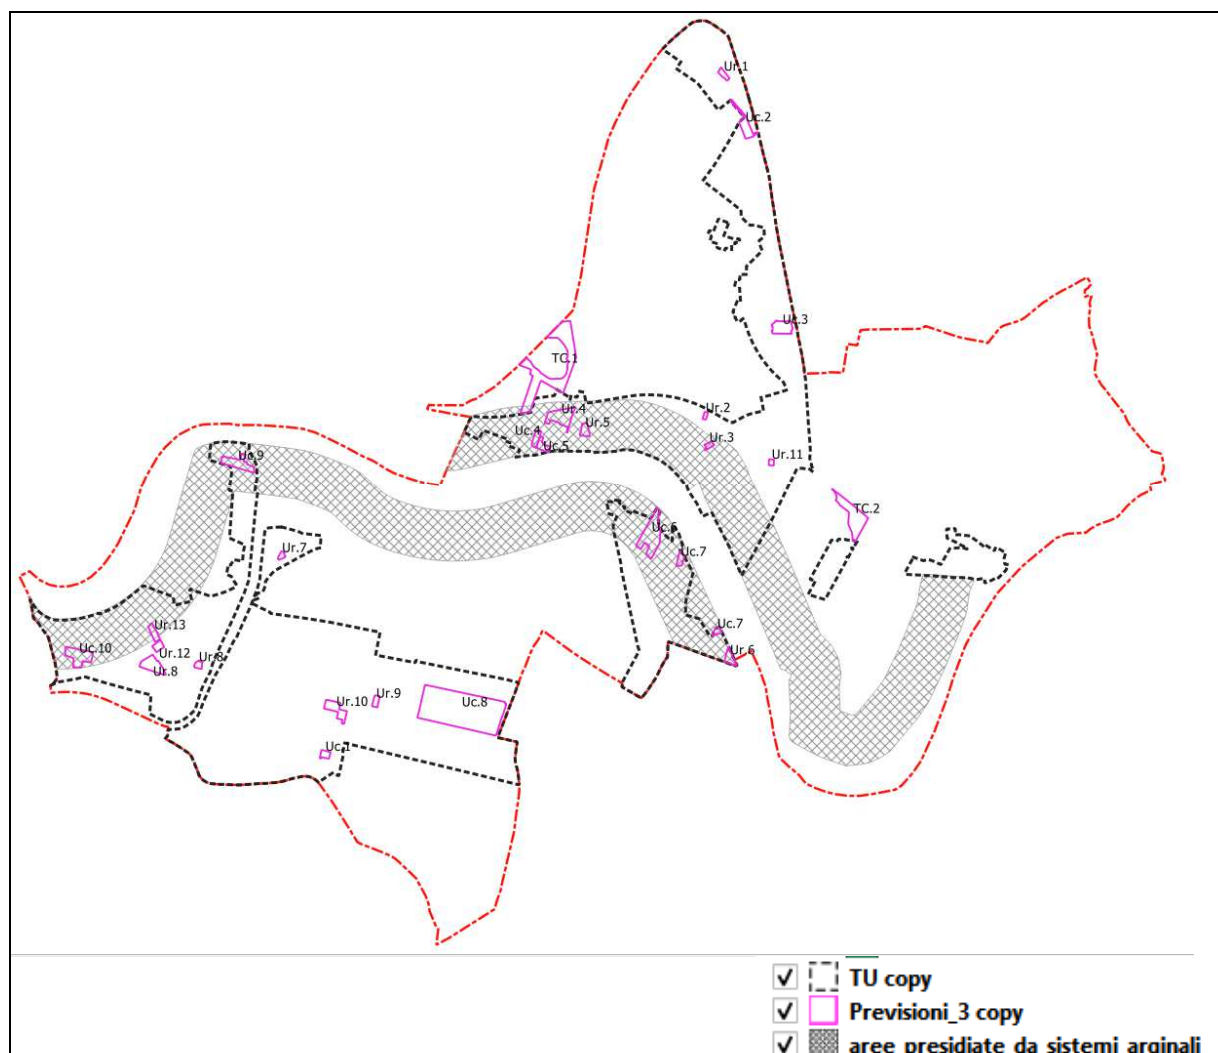 Ur.1
Uc.2
Uc.3
TC.1
Ur.4
Ur.2
Ur.5
Uc.4
Uc.5
Ur.3
Uc.9
Ur.11
TC.2
Uc.6
Ur.7
Uc.7
Ur.13
Uc.7
Uc.10
Ur.12
Ur.6
Ur.8
Ur.8
Ur.9
Ur.10
Uc.8
Uc.1
TU copy
Previsioni_3 copy
aree presidiate da sistemi arginali